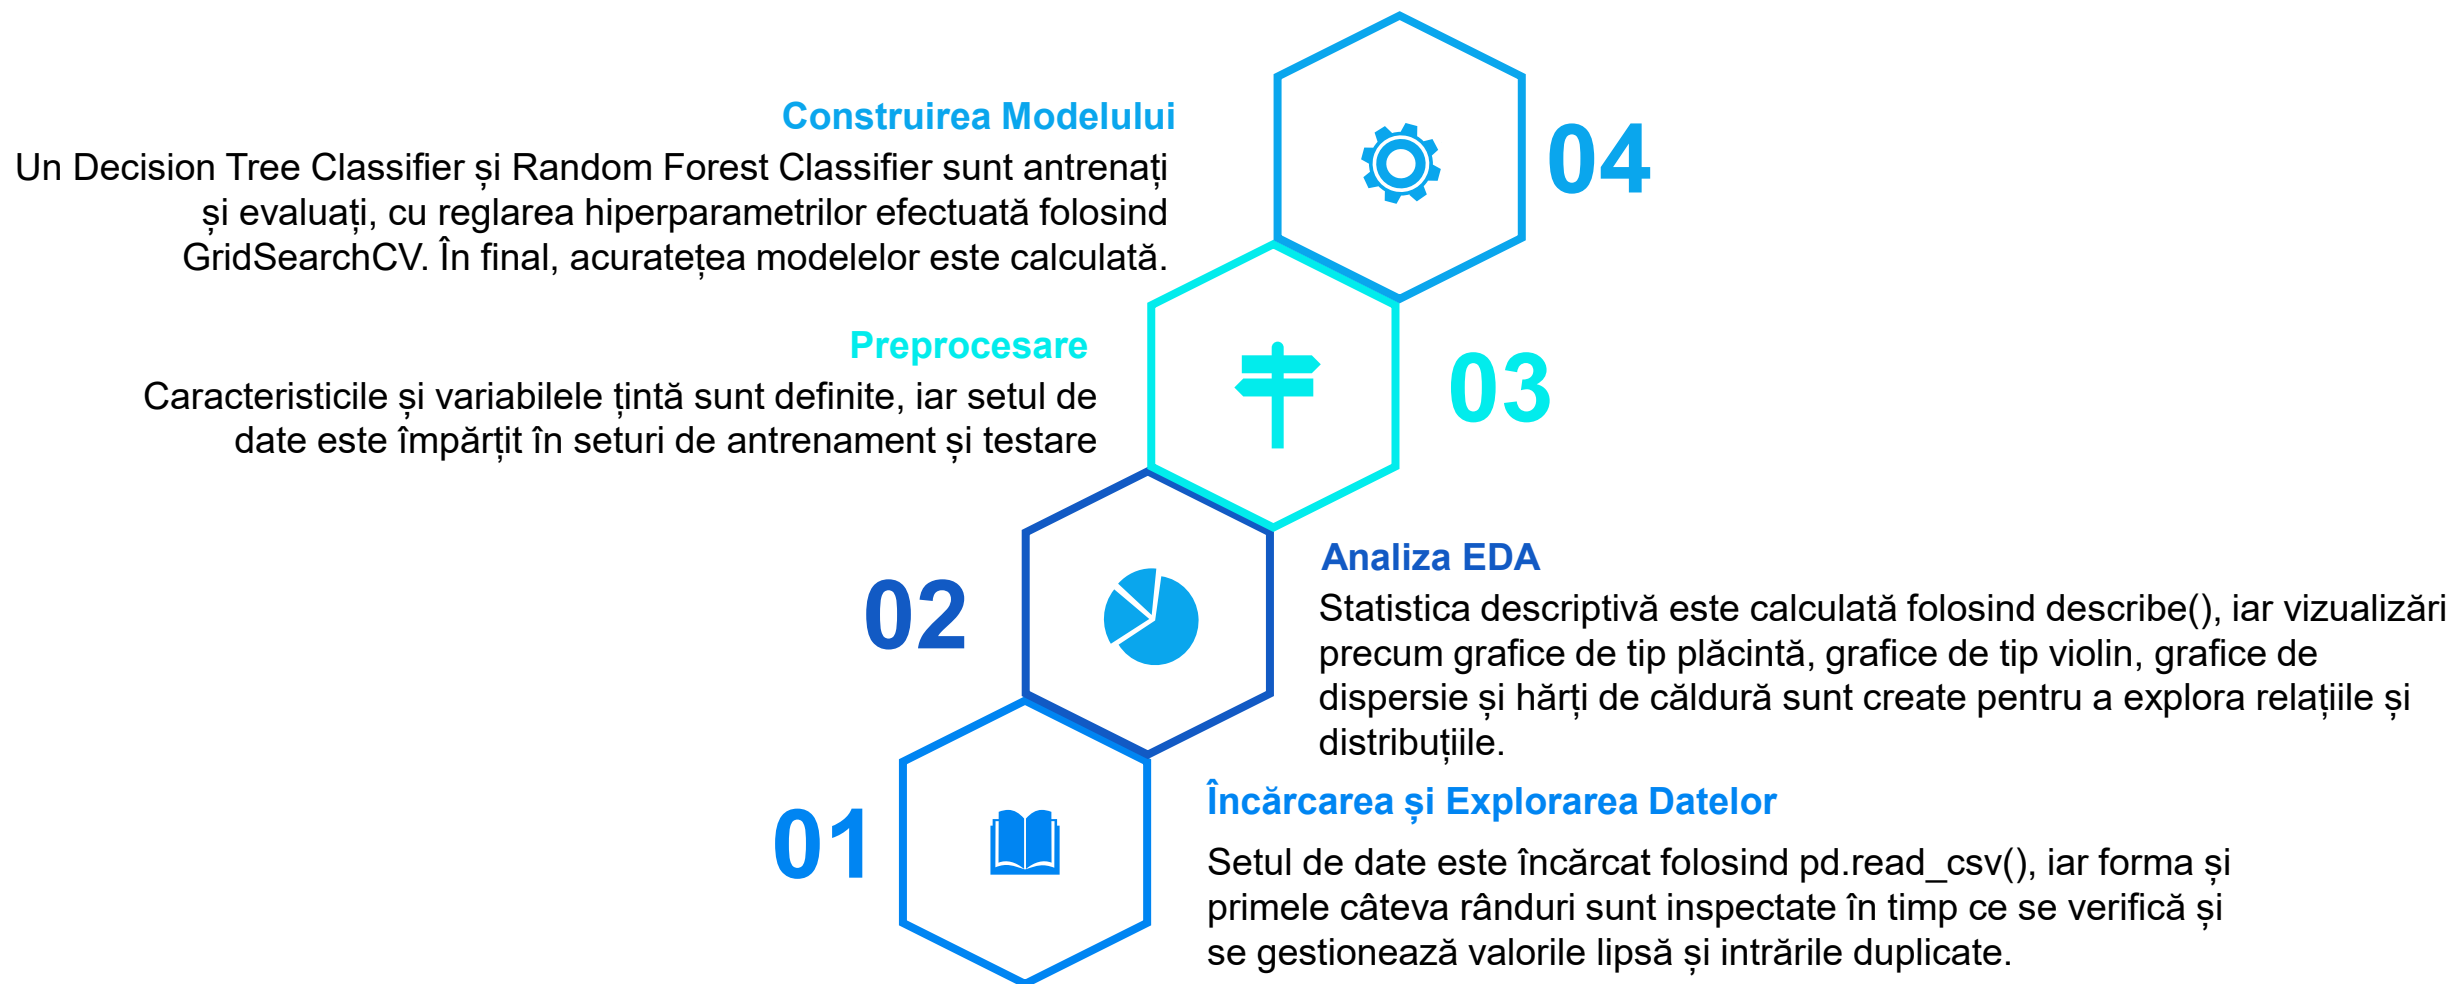 Construirea Modelului
Un Decision Tree Classifier și Random Forest Classifier sunt antrenați
și evaluați, cu reglarea hiperparametrilor efectuată folosind
GridSearchCV. În final, acuratețea modelelor este calculată.
04
Preprocesare
Caracteristicile și variabilele țintă sunt definite, iar setul de
date este împărțit în seturi de antrenament și testare
03
02
Analiza EDA
Statistica descriptivă este calculată folosind describe(), iar vizualizări
precum grafice de tip plăcintă, grafice de tip violin, grafice de
dispersie și hărți de căldură sunt create pentru a explora relațiile și
distribuțiile.
01
Încărcarea și Explorarea Datelor
Setul de date este încărcat folosind pd.read_csv(), iar forma și
primele câteva rânduri sunt inspectate în timp ce se verifică și
se gestionează valorile lipsă și intrările duplicate.